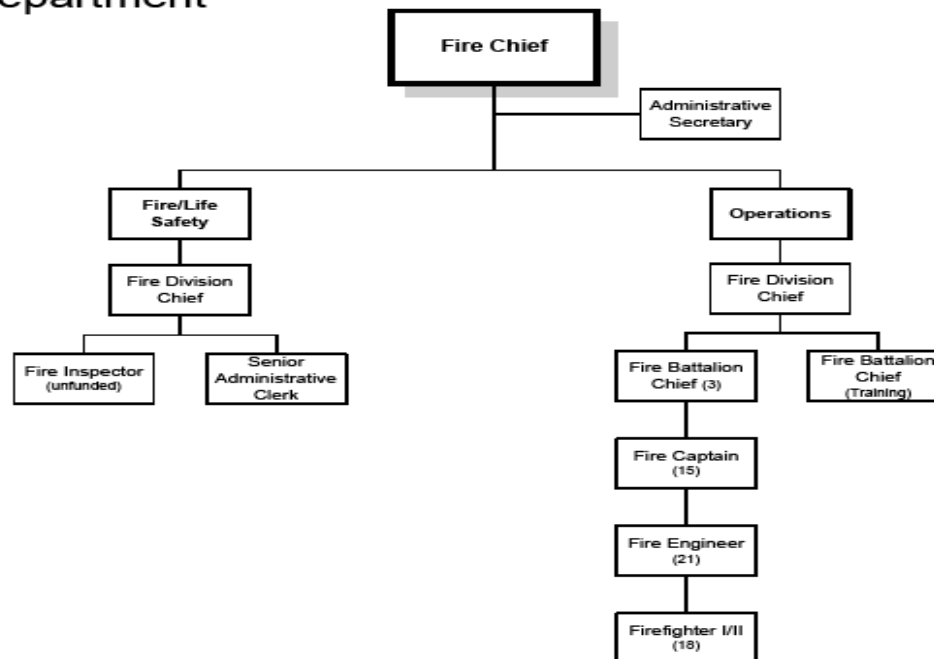 epartment
Fire Chief
Administrative
Secretary
Fire/Life
Safety
Operations
Fire Division
Chief
Fire Division
Chief
Fire Inspector
(unfunded)
Senior
Administrative
Clerk
Fire Battalion
Chief (3)
Fire Battalion
Chief
(Training)
Fire Captain
(15)
Fire Engineer
(21)
Firefighter I/II
(18)